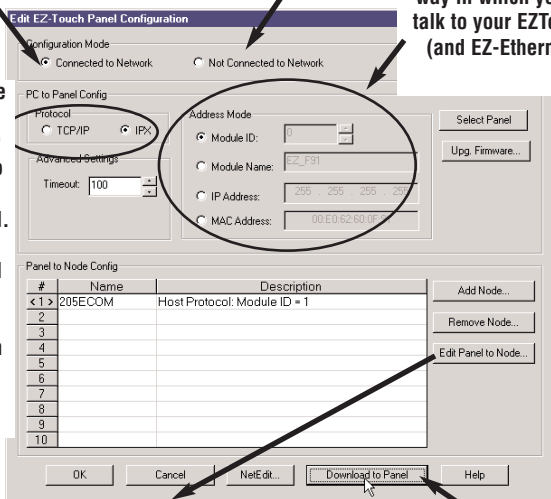 way in which yo
talk to your EZTo
(and EZ-Ethern
Edit EZ-Touch Panel Configuration
Configuration Mode
Connected to Network
Not Connected to Network
PC to Panel Config
Protocol
TCP/IP IPX
Advanced Settings
Timeout: 100
Address Mode
Module ID: 0
Module Name: EZ_F91
IP Address: 255 . 255 . 255 . 255
MAC Address: 00:E0:62:60:0F:91
Select Panel
Upg. Firmware...
Panel to Node Config
# Name Description
<1> 205ECOM Host Protocol: Module ID = 1
2
3
4
5
6
7
8
9
10
Add Node...
Remove Node...
Edit Panel to Node...
OK Cancel NetEdit... Download to Panel Help